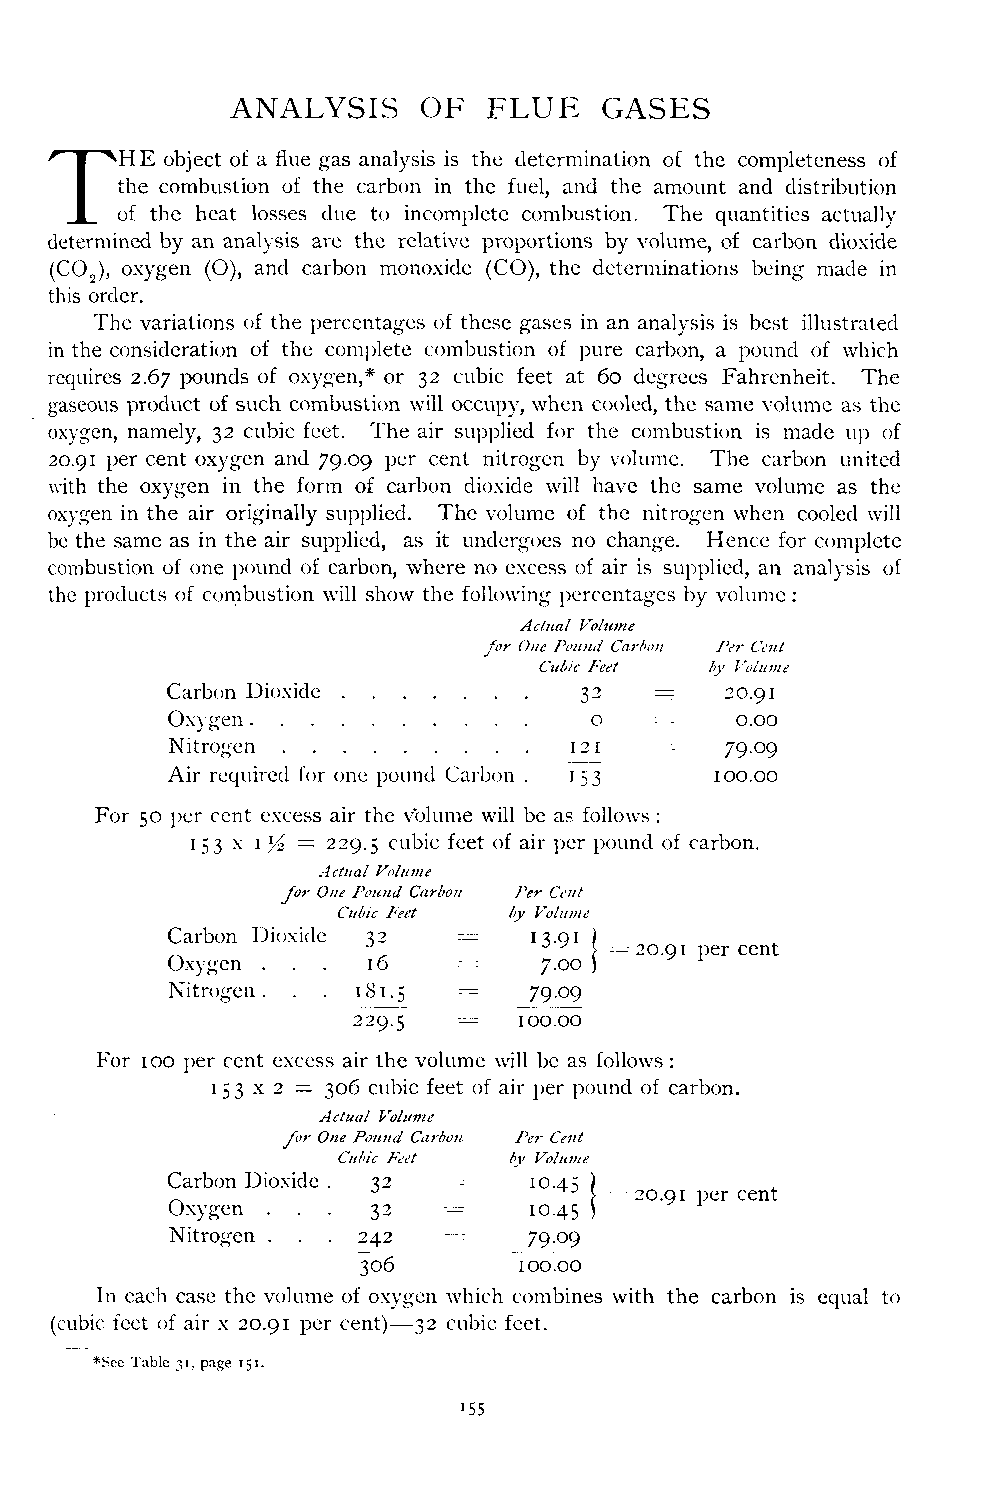 ANALYSIS OF FLUE GASES
THE object of a flue gas analysis is the determination of the completeness of
the combustion of the carbon in the fuel, and the amount and distribution
of the heat losses due to incomplete combustion. The quantities actually
determined by an analysis are the relative proportions by volume, of carbon dioxide
(CO₂), oxygen (O), and carbon monoxide (CO), the determinations being made in
this order.
The variations of the percentages of these gases in an analysis is best illustrated
in the consideration of the complete combustion of pure carbon, a pound of which
requires 2.67 pounds of oxygen,* or 32 cubic feet at 60 degrees Fahrenheit. The
gaseous product of such combustion will occupy, when cooled, the same volume as the
oxygen, namely, 32 cubic feet. The air supplied for the combustion is made up of
20.91 per cent oxygen and 79.09 per cent nitrogen by volume. The carbon united
with the oxygen in the form of carbon dioxide will have the same volume as the
oxygen in the air originally supplied. The volume of the nitrogen when cooled will
be the same as in the air supplied, as it undergoes no change. Hence for complete
combustion of one pound of carbon, where no excess of air is supplied, an analysis of
the products of combustion will show the following percentages by volume:
Actual Volume
for One Pound Carbon Per Cent
Cubic Feet by Volume
Carbon Dioxide . . . . . . . 32 = 20.91
Oxygen . . . . . . . . . . 0 = 0.00
Nitrogen . . . . . . . . . 121 = 79.09
Air required for one pound Carbon . 153 100.00
For 50 per cent excess air the volume will be as follows:
153 x 1½ = 229.5 cubic feet of air per pound of carbon.
Actual Volume
for One Pound Carbon Per Cent
Cubic Feet by Volume
Carbon Dioxide 32 = 13.91 } = 20.91 per cent
Oxygen . . . 16 = 7.00 }
Nitrogen . . . 181.5 = 79.09
229.5 = 100.00
For 100 per cent excess air the volume will be as follows:
153 x 2 = 306 cubic feet of air per pound of carbon.
Actual Volume
for One Pound Carbon Per Cent
Cubic Feet by Volume
Carbon Dioxide . 32 = 10.45 } = 20.91 per cent
Oxygen . . . 32 = 10.45 }
Nitrogen . . . 242 = 79.09
306 100.00
In each case the volume of oxygen which combines with the carbon is equal to
(cubic feet of air x 20.91 per cent)—32 cubic feet.
*See Table 31, page 151.
155